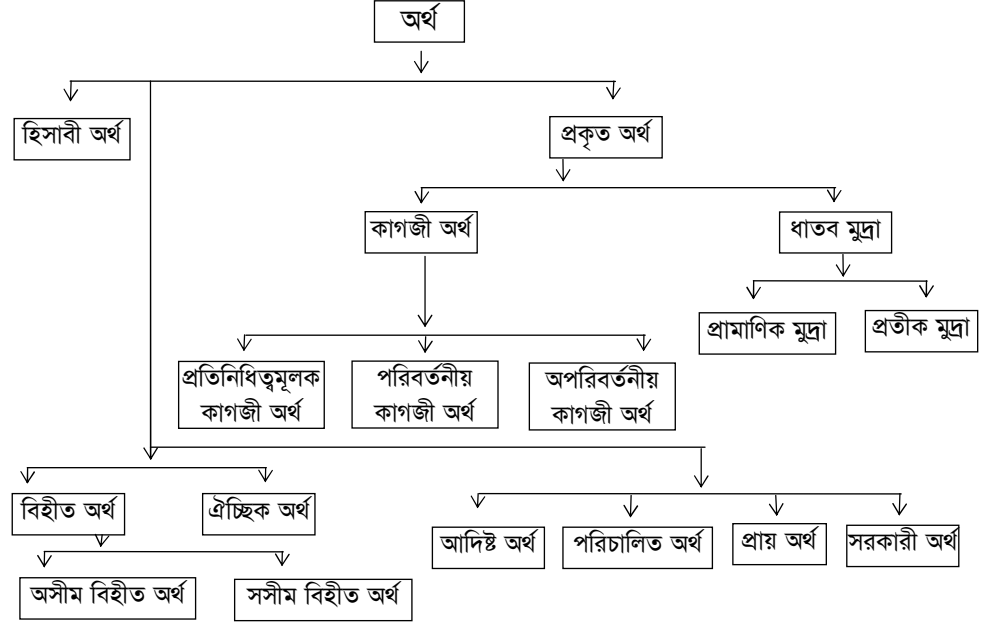 অর্থ
হিসাবী অর্থ
প্রকৃত অর্থ
কাগজী অর্থ
ধাতব মুদ্রা
প্রামাণিক মুদ্রা
প্রতীক মুদ্রা
প্রতিনিধিত্বমূলক
কাগজী অর্থ
পরিবর্তনীয়
কাগজী অর্থ
অপরিবর্তনীয়
কাগজী অর্থ
বিহীত অর্থ
ঐচ্ছিক অর্থ
আদিষ্ট অর্থ
পরিচালিত অর্থ
প্রায় অর্থ
সরকারী অর্থ
অসীম বিহীত অর্থ
সসীম বিহীত অর্থ